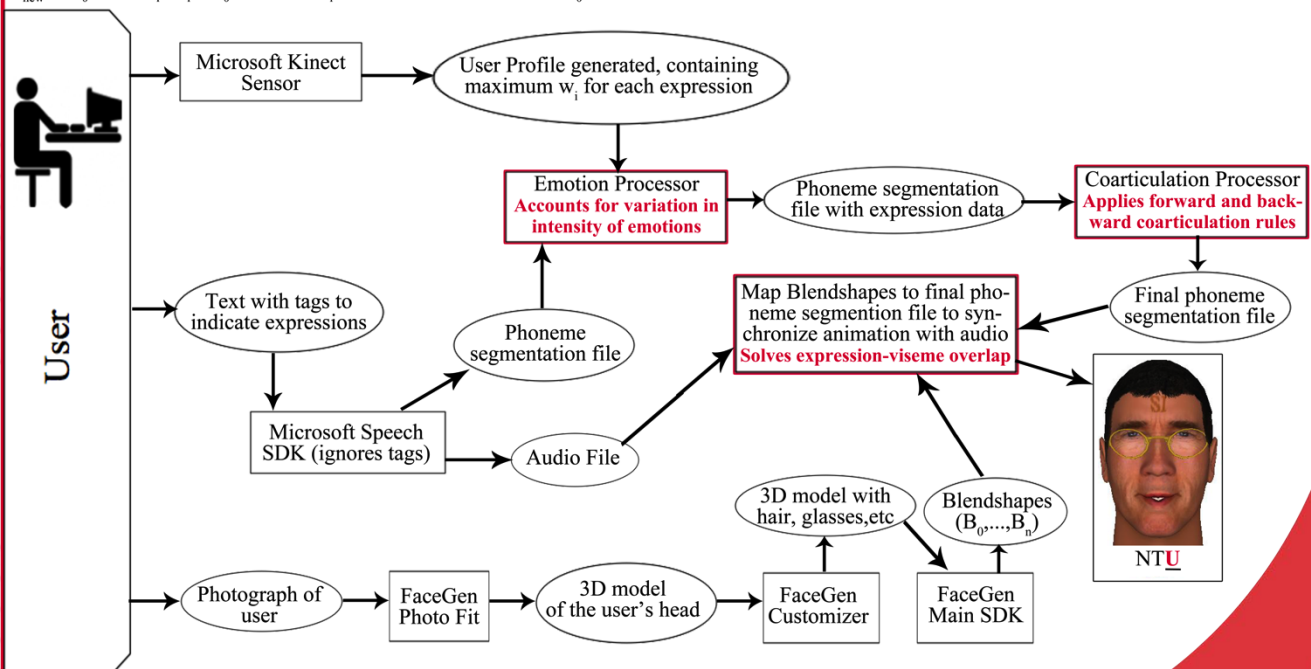 Microsoft Kinect
Sensor
User Profile generated, containing
maximum wi for each expression
Emotion Processor
Accounts for variation in
intensity of emotions
Phoneme segmentation
file with expression data
Coarticulation Processor
Applies forward and back-
ward coarticulation rules
User
Text with tags to
indicate expressions
Phoneme
segmentation file
Map Blendshapes to final pho-
neme segmention file to syn-
chronize animation with audio
Solves expression-viseme overlap
Final phoneme
segmentation file
Microsoft Speech
SDK (ignores tags)
Audio File
3D model with
hair, glasses,etc
Blendshapes
(B0,...,Bn)
NTU
Photograph of
user
FaceGen
Photo Fit
3D model
of the user's head
FaceGen
Customizer
FaceGen
Main SDK